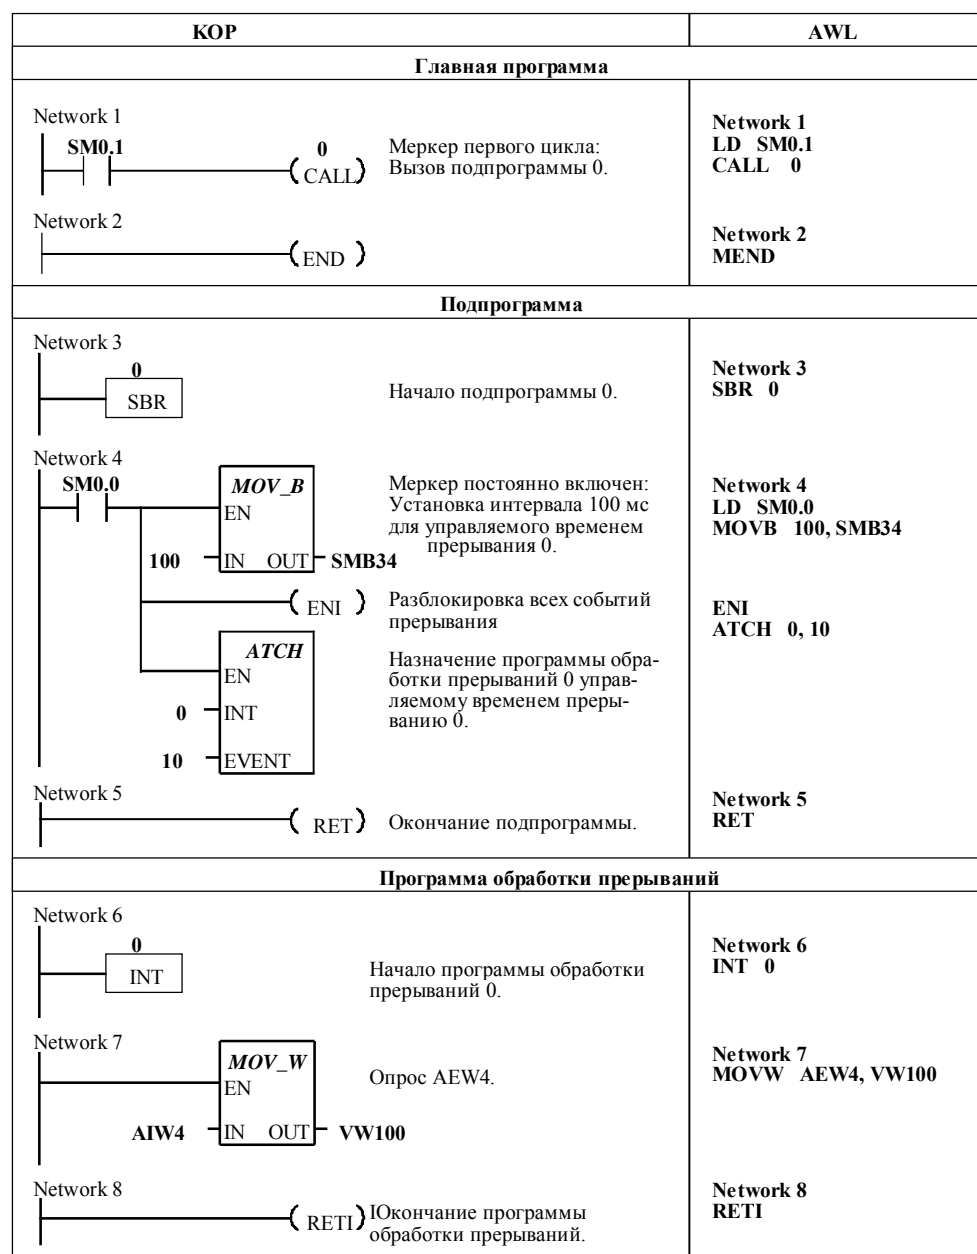 KOP AWL
Главная программа
Network 1
SM0.1 0
CALL
Меркер первого цикла:
Вызов подпрограммы 0.
Network 1
LD SM0.1
CALL 0
Network 2
END
Network 2
MEND
Подпрограмма
Network 3
0
SBR
Начало подпрограммы 0.
Network 3
SBR 0
Network 4
SM0.0
MOV_B
EN
100 IN OUT SMB34
Меркер постоянно включен:
Установка интервала 100 мс
для управляемого временем
прерывания 0.
Network 4
LD SM0.0
MOVB 100, SMB34
ENI
Разблокировка всех событий
прерывания
ENI
ATCH 0, 10
ATCH
EN
0 INT
10 EVENT
Назначение программы обра-
ботки прерываний 0 управ-
ляемому временем преры-
ванию 0.
Network 5
RET
Окончание подпрограммы.
Network 5
RET
Программа обработки прерываний
Network 6
0
INT
Начало программы обработки
прерываний 0.
Network 6
INT 0
Network 7
MOV_W
EN
AIW4 IN OUT VW100
Опрос AEW4.
Network 7
MOVW AEW4, VW100
Network 8
RETI
IОкончание программы
обработки прерываний.
Network 8
RETI